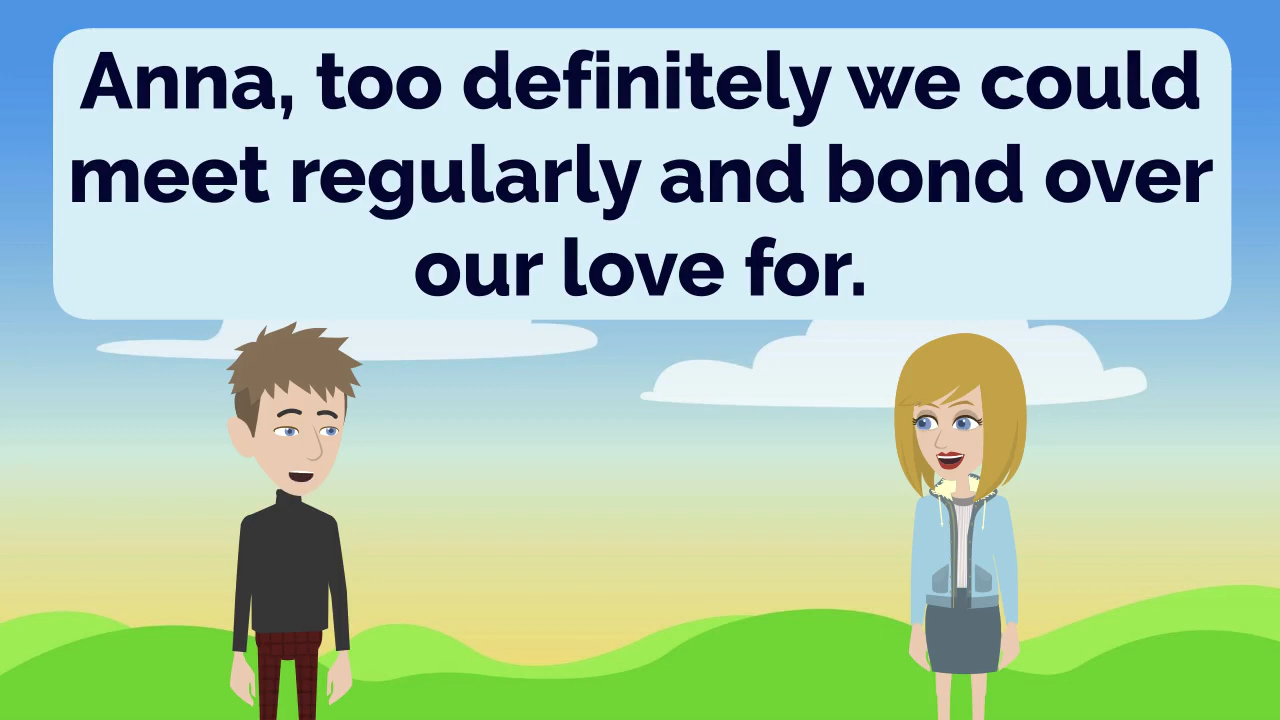 Anna, too definitely we could
meet regularly and bond over
our love for.